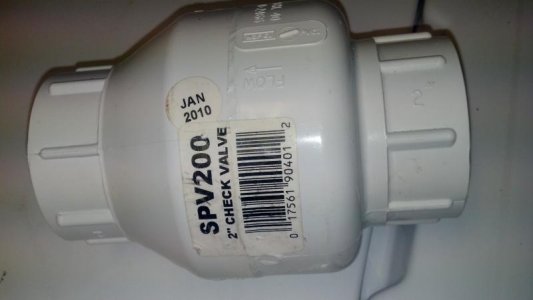 JAN
2010
SPV200
2" CHECK VALVE
0 17561 90401 2
FLOW
2"